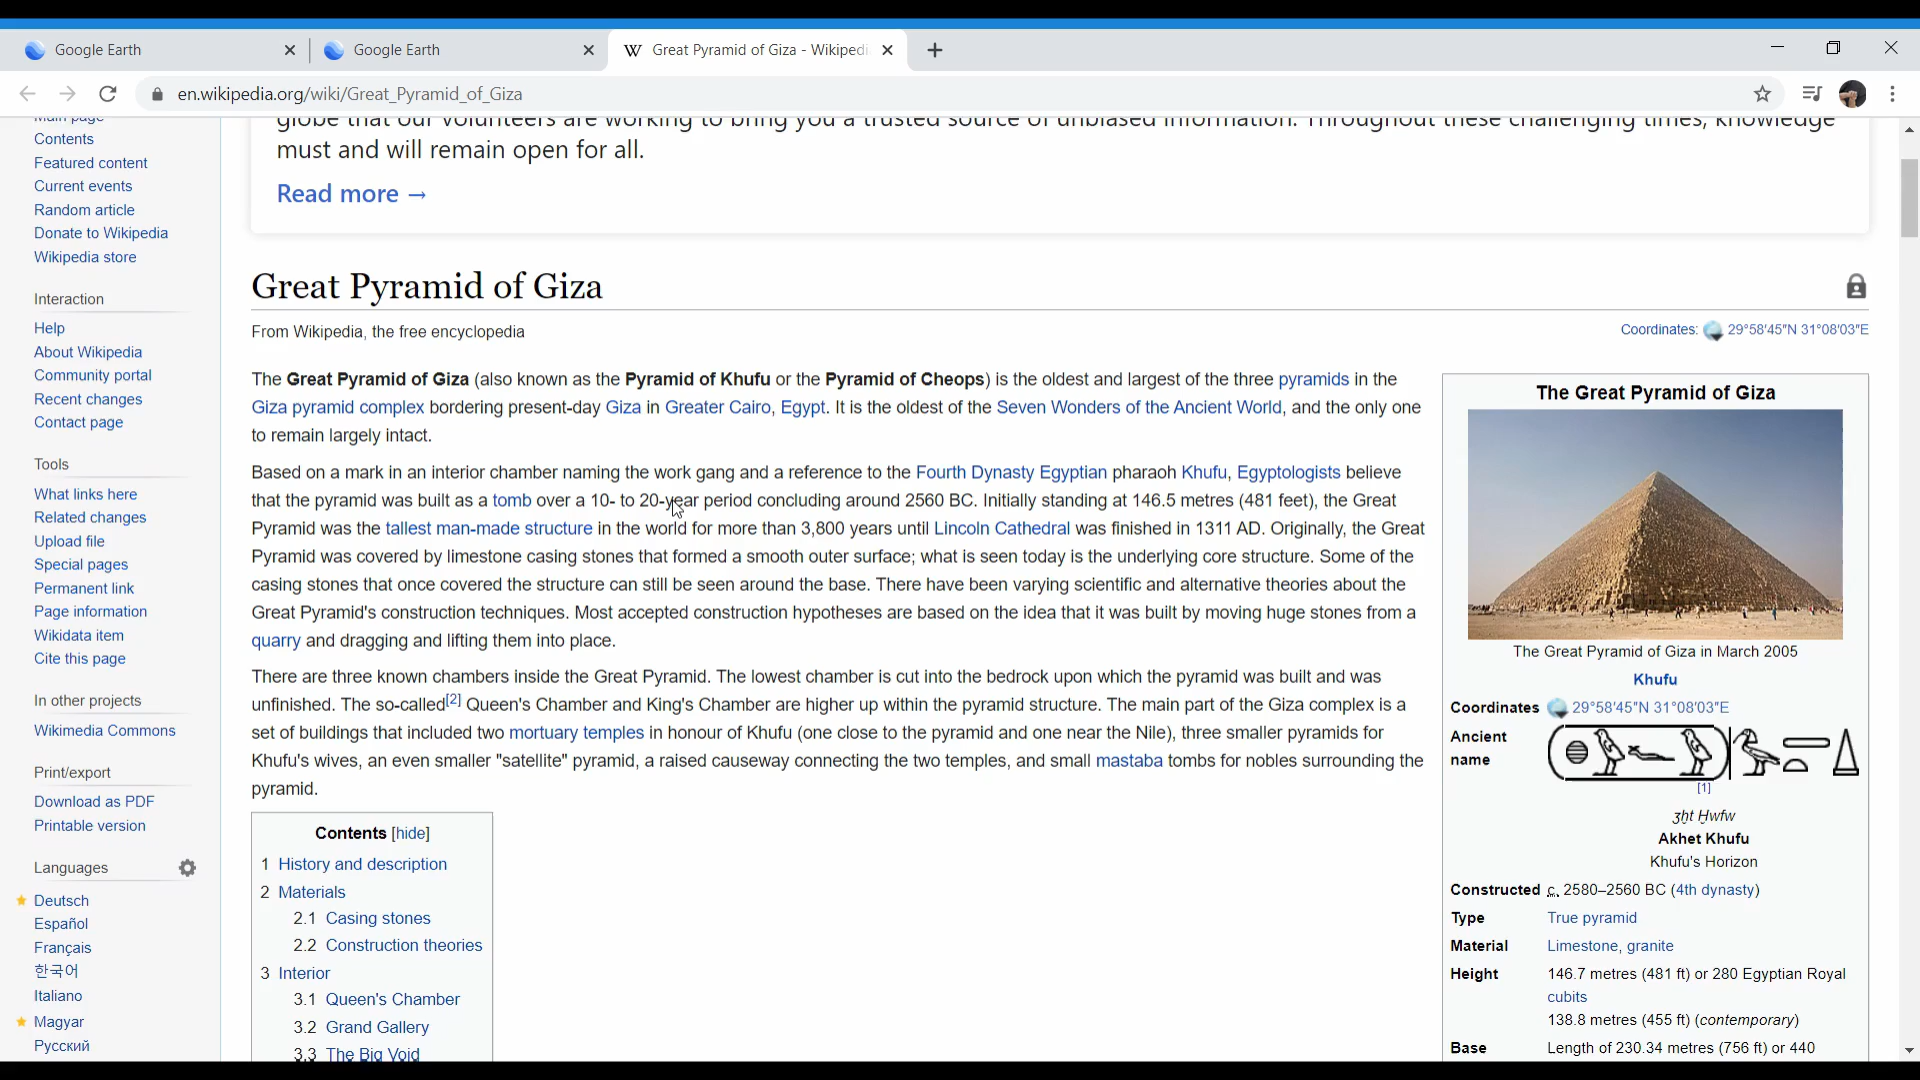 Google Earth
Google Earth
Great Pyramid of Giza - Wikiped
en.wikipedia.org/wiki/Great_Pyramid_of_Giza
Main page
Contents
Featured content
Current events
Random article
Donate to Wikipedia
Wikipedia store
Interaction
Help
About Wikipedia
Community portal
Recent changes
Contact page
Tools
What links here
Related changes
Upload file
Special pages
Permanent link
Page information
Wikidata item
Cite this page
In other projects
Wikimedia Commons
Print/export
Download as PDF
Printable version
Languages
Deutsch
Español
Français
한국어
Italiano
Magyar
Русский
globe that our volunteers are working to bring you a trusted source of unbiased information. Throughout these challenging times, knowledge
must and will remain open for all.
Read more →
Great Pyramid of Giza
From Wikipedia, the free encyclopedia
Coordinates: 29°58′45″N 31°08′03″E
The Great Pyramid of Giza (also known as the Pyramid of Khufu or the Pyramid of Cheops) is the oldest and largest of the three pyramids in the
Giza pyramid complex bordering present-day Giza in Greater Cairo, Egypt. It is the oldest of the Seven Wonders of the Ancient World, and the only one
to remain largely intact.
Based on a mark in an interior chamber naming the work gang and a reference to the Fourth Dynasty Egyptian pharaoh Khufu, Egyptologists believe
that the pyramid was built as a tomb over a 10- to 20-year period concluding around 2560 BC. Initially standing at 146.5 metres (481 feet), the Great
Pyramid was the tallest man-made structure in the world for more than 3,800 years until Lincoln Cathedral was finished in 1311 AD. Originally, the Great
Pyramid was covered by limestone casing stones that formed a smooth outer surface; what is seen today is the underlying core structure. Some of the
casing stones that once covered the structure can still be seen around the base. There have been varying scientific and alternative theories about the
Great Pyramid's construction techniques. Most accepted construction hypotheses are based on the idea that it was built by moving huge stones from a
quarry and dragging and lifting them into place.
There are three known chambers inside the Great Pyramid. The lowest chamber is cut into the bedrock upon which the pyramid was built and was
unfinished. The so-called[2] Queen's Chamber and King's Chamber are higher up within the pyramid structure. The main part of the Giza complex is a
set of buildings that included two mortuary temples in honour of Khufu (one close to the pyramid and one near the Nile), three smaller pyramids for
Khufu's wives, an even smaller "satellite" pyramid, a raised causeway connecting the two temples, and small mastaba tombs for nobles surrounding the
pyramid.
Contents [hide]
1 History and description
2 Materials
2.1 Casing stones
2.2 Construction theories
3 Interior
3.1 Queen's Chamber
3.2 Grand Gallery
3.3 The Big Void
The Great Pyramid of Giza
The Great Pyramid of Giza in March 2005
Khufu
Coordinates 29°58′45″N 31°08′03″E
Ancient
name
[1]
ȝḫt Ḫwfw
Akhet Khufu
Khufu's Horizon
Constructed c. 2580–2560 BC (4th dynasty)
Type True pyramid
Material Limestone, granite
Height 146.7 metres (481 ft) or 280 Egyptian Royal
cubits
138.8 metres (455 ft) (contemporary)
Base Length of 230.34 metres (756 ft) or 440